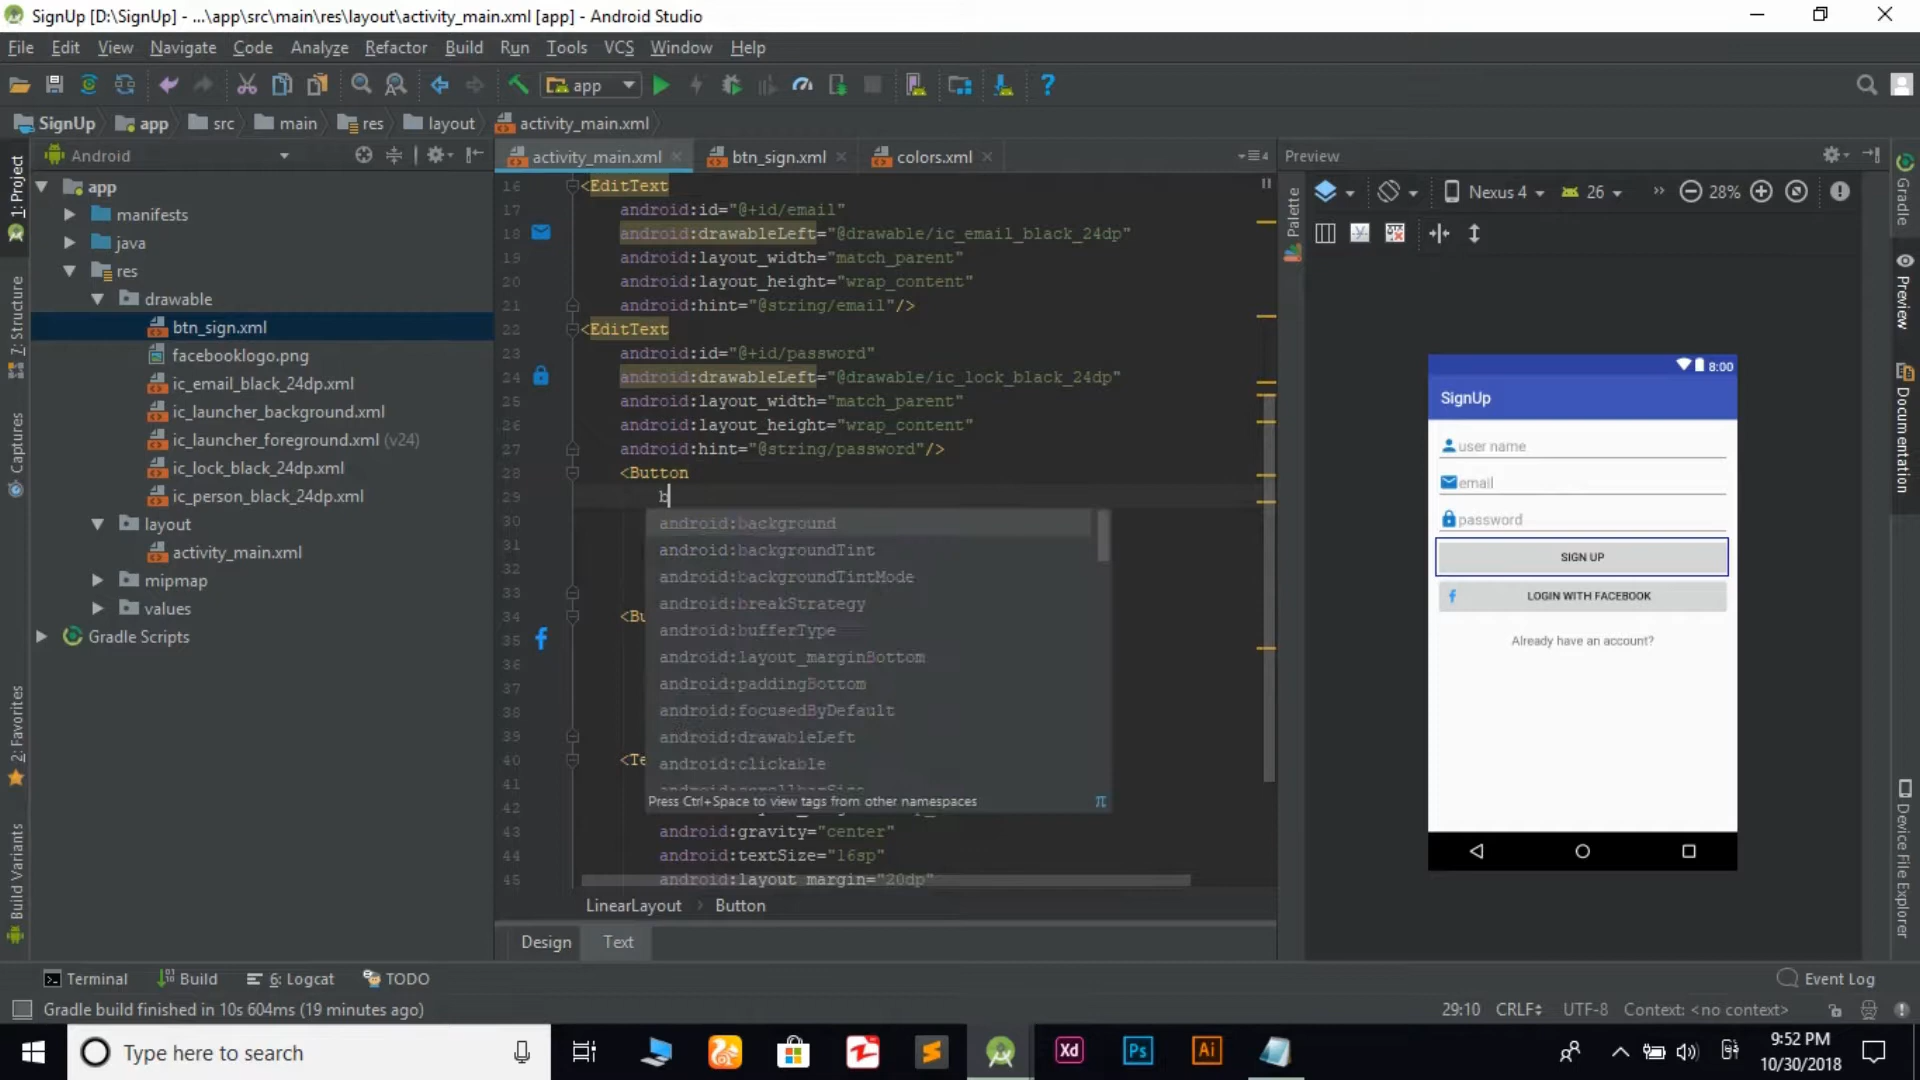 SignUp [D:\SignUp] - ...\app\src\main\res\layout\activity_main.xml [app] - Android Studio
File Edit View Navigate Code Analyze Refactor Build Run Tools VCS Window Help
app
SignUp app src main res layout activity_main.xml
Android
activity_main.xml btn_sign.xml colors.xml
4
Preview
1: Project
7: Structure
Captures
2: Favorites
Build Variants
app
manifests
java
res
drawable
btn_sign.xml
facebooklogo.png
ic_email_black_24dp.xml
ic_launcher_background.xml
ic_launcher_foreground.xml (v24)
ic_lock_black_24dp.xml
ic_person_black_24dp.xml
layout
activity_main.xml
mipmap
values
Gradle Scripts
16 <EditText
17 android:id="@+id/email"
18 android:drawableLeft="@drawable/ic_email_black_24dp"
19 android:layout_width="match_parent"
20 android:layout_height="wrap_content"
21 android:hint="@string/email"/>
22 <EditText
23 android:id="@+id/password"
24 android:drawableLeft="@drawable/ic_lock_black_24dp"
25 android:layout_width="match_parent"
26 android:layout_height="wrap_content"
27 android:hint="@string/password"/>
28 <Button
29 b
30 android:background
31 android:backgroundTint
32 android:backgroundTintMode
33 android:breakStrategy
34 <Bu android:bufferType
35
36 android:layout_marginBottom
37 android:paddingBottom
38 android:focusedByDefault
39 android:drawableLeft
40 <Te android:clickable
41
42 Press Ctrl+Space to view tags from other namespaces π
43 android:gravity="center"
44 android:textSize="16sp"
45 android:layout_margin="20dp"
LinearLayout Button
Design Text
Palette
Nexus 4 26 28%
8:00
SignUp
user name
email
password
SIGN UP
LOGIN WITH FACEBOOK
Already have an account?
Gradle
Preview
Documentation
Device File Explorer
Terminal Build 6: Logcat TODO
Event Log
Gradle build finished in 10s 604ms (19 minutes ago)
29:10 CRLF UTF-8 Context: <no context>
Type here to search
Xd Ps Ai
9:52 PM
10/30/2018